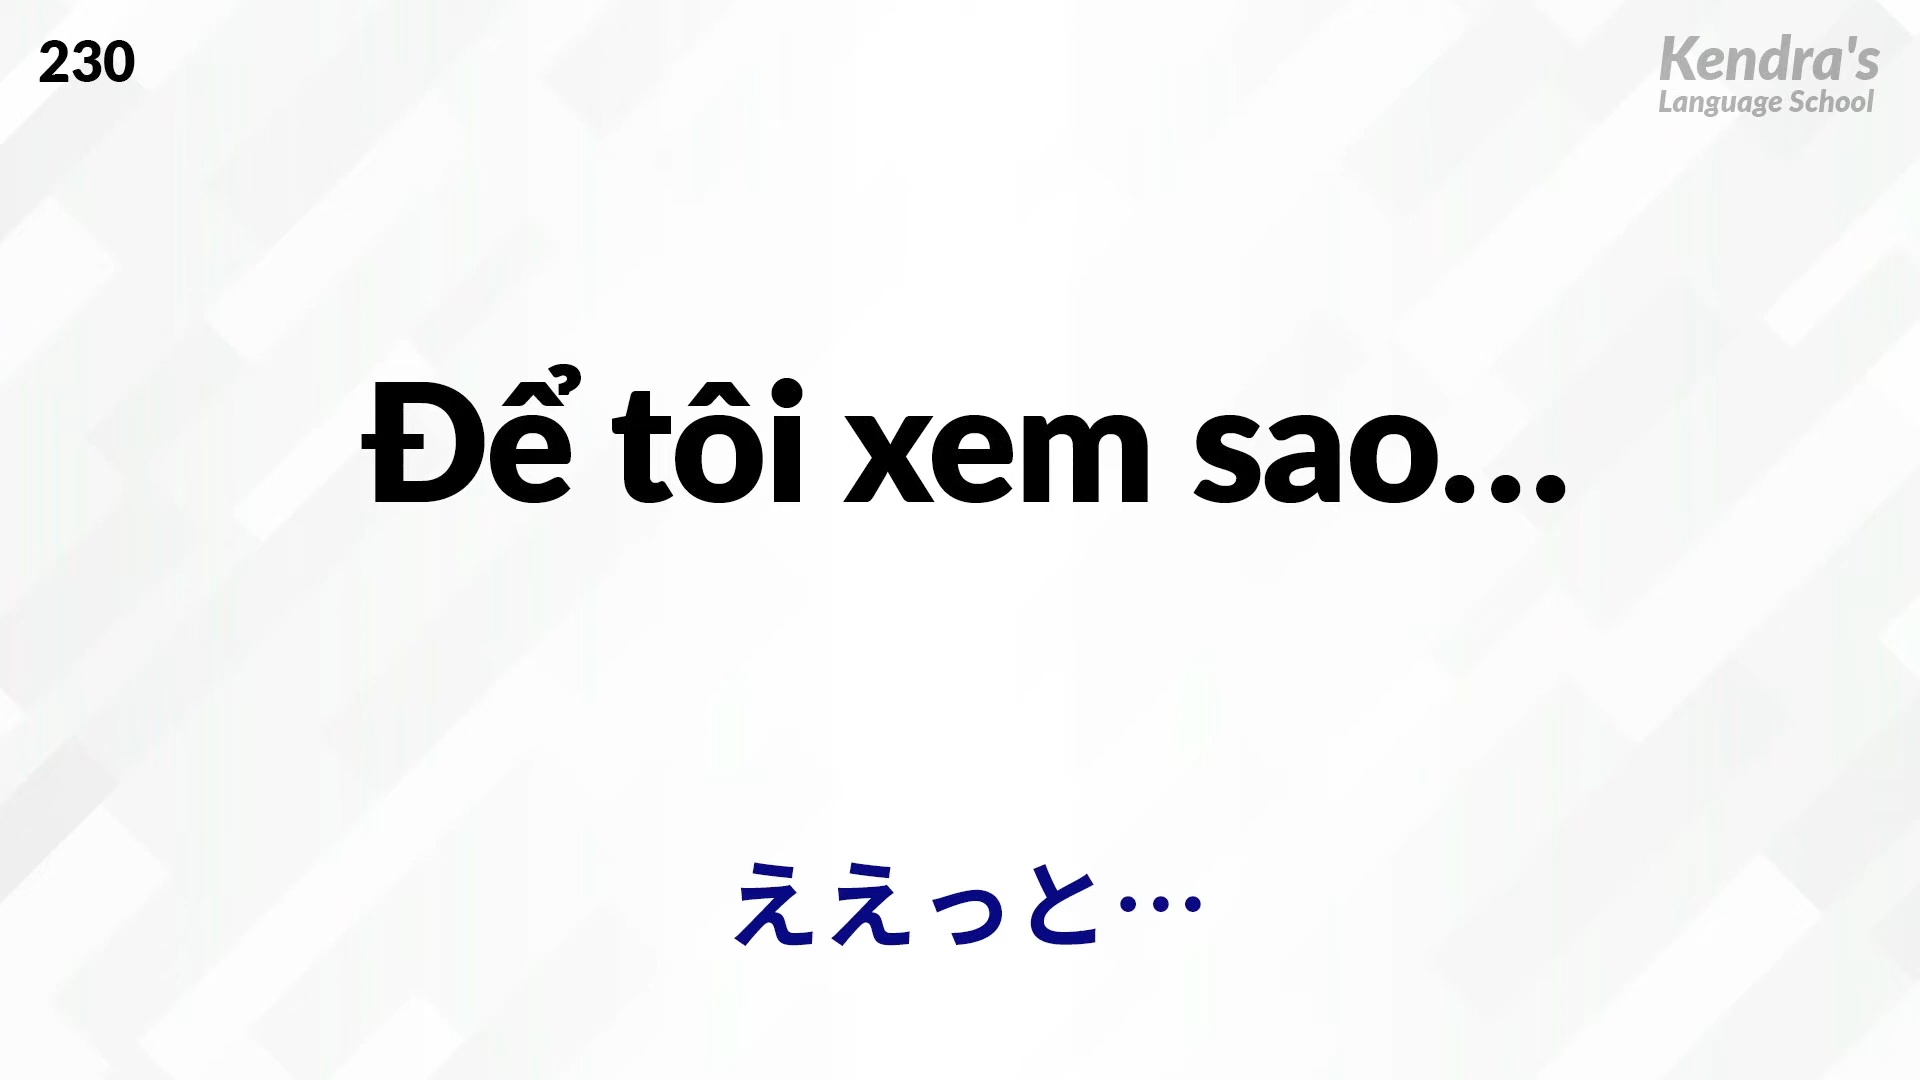 230
Kendra's
Language School
Để tôi xem sao...
ええっと…